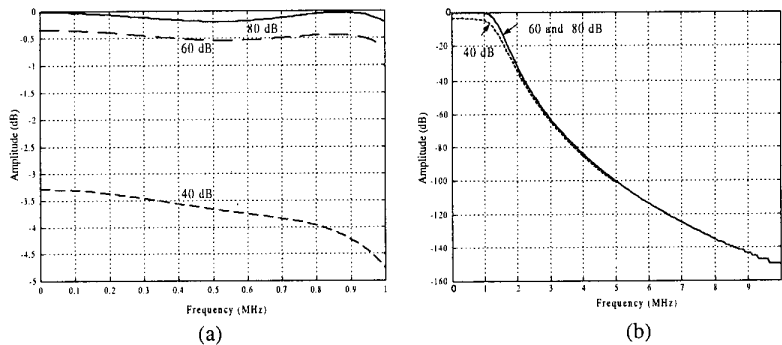 0
-0.5
-1
-1.5
-2
-2.5
-3
-3.5
-4
-4.5
-5
Amplitude (dB)
80 dB
60 dB
40 dB
0 0.1 0.2 0.3 0.4 0.5 0.6 0.7 0.8 0.9 1
Frequency (MHz)
(a)
0
-20
-40
-60
-80
-100
-120
-140
-160
Amplitude (dB)
60 and 80 dB
40 dB
0 1 2 3 4 5 6 7 8 9
Frequency (MHz)
(b)